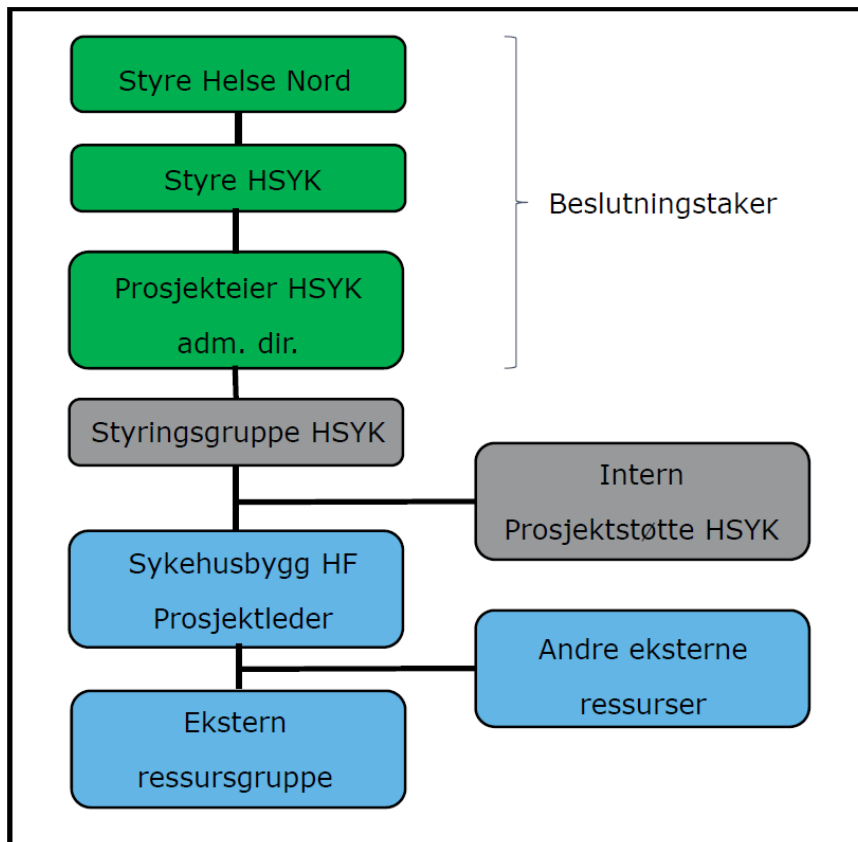 Styre Helse Nord
Styre HSYK
Beslutningstaker
Prosjekteier HSYK
adm. dir.
Styringsgruppe HSYK
Intern
Prosjektstøtte HSYK
Sykehusbygg HF
Prosjektleder
Andre eksterne
ressurser
Ekstern
ressursgruppe